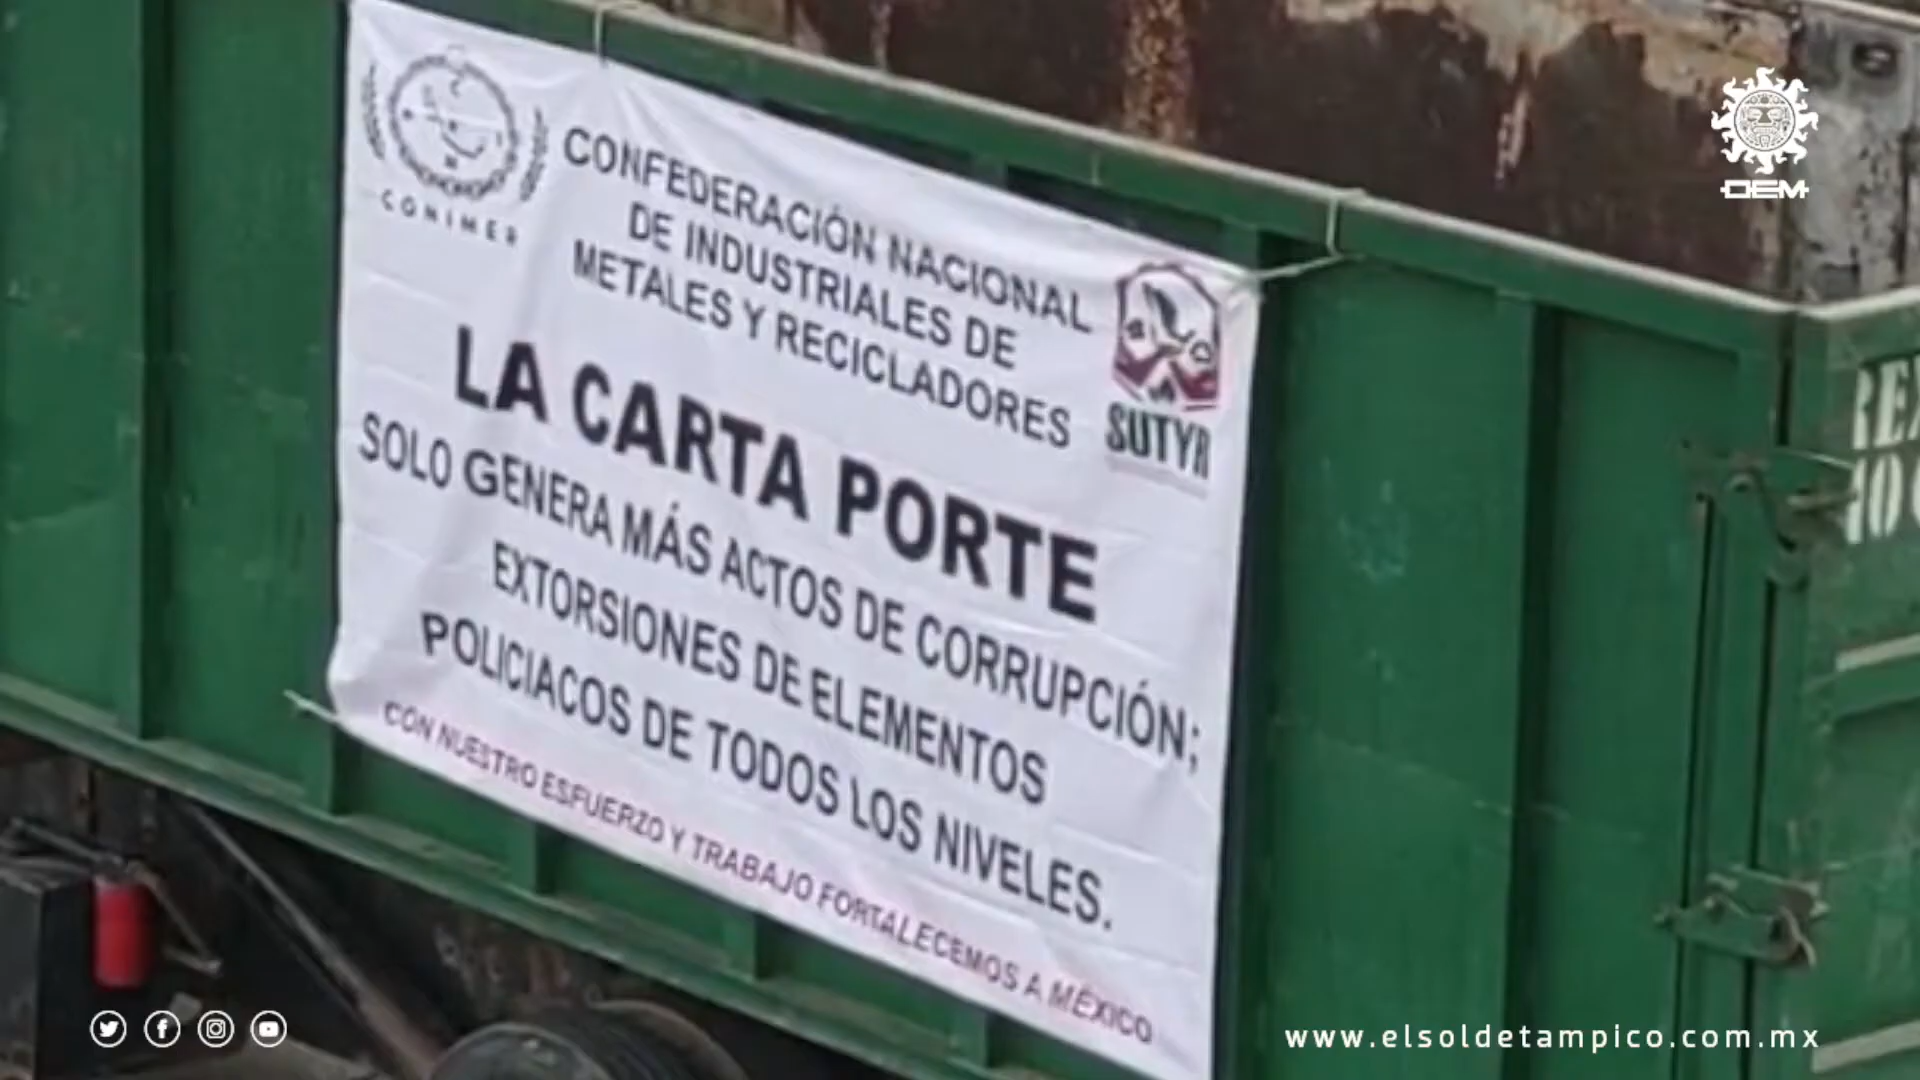 CONIMER
CONFEDERACIÓN NACIONAL
DE INDUSTRIALES DE
METALES Y RECICLADORES
SUTYR
LA CARTA PORTE
SOLO GENERA MÁS ACTOS DE CORRUPCIÓN;
EXTORSIONES DE ELEMENTOS
POLICIACOS DE TODOS LOS NIVELES.
CON NUESTRO ESFUERZO Y TRABAJO FORTALECEMOS A MÉXICO
OEM
www.elsoldetampico.com.mx